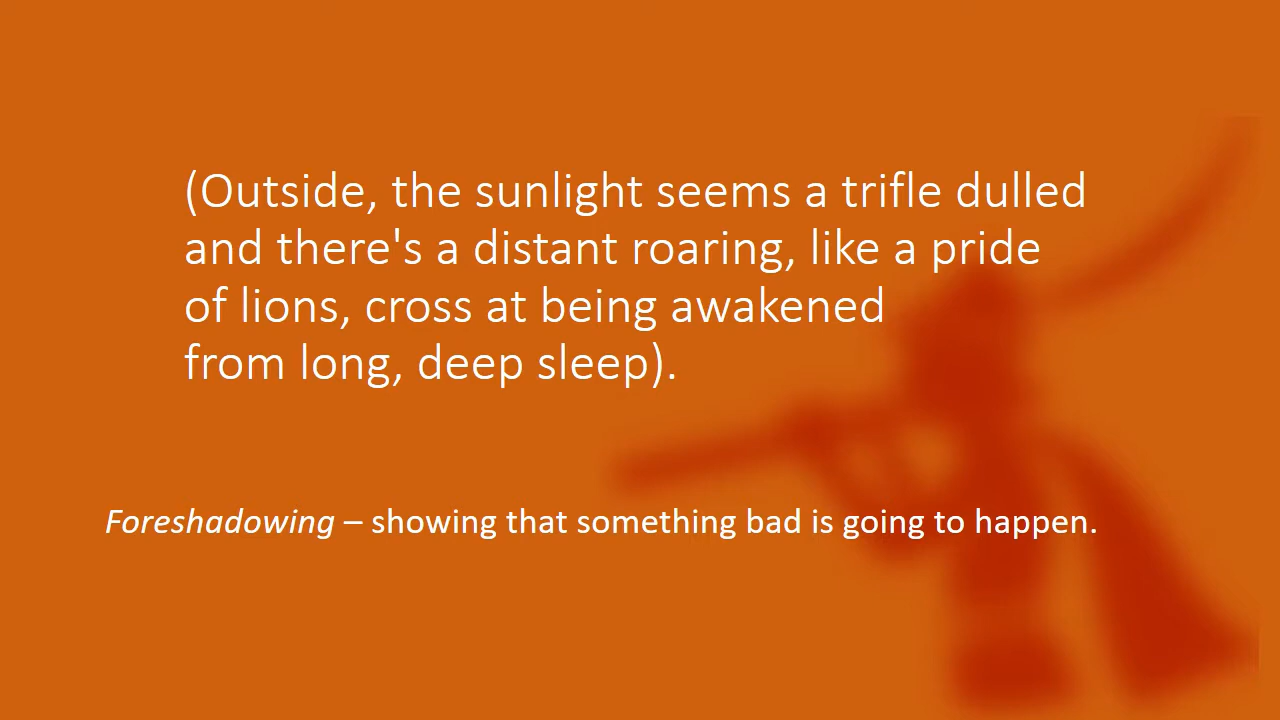 (Outside, the sunlight seems a trifle dulled
and there's a distant roaring, like a pride
of lions, cross at being awakened
from long, deep sleep).
Foreshadowing – showing that something bad is going to happen.